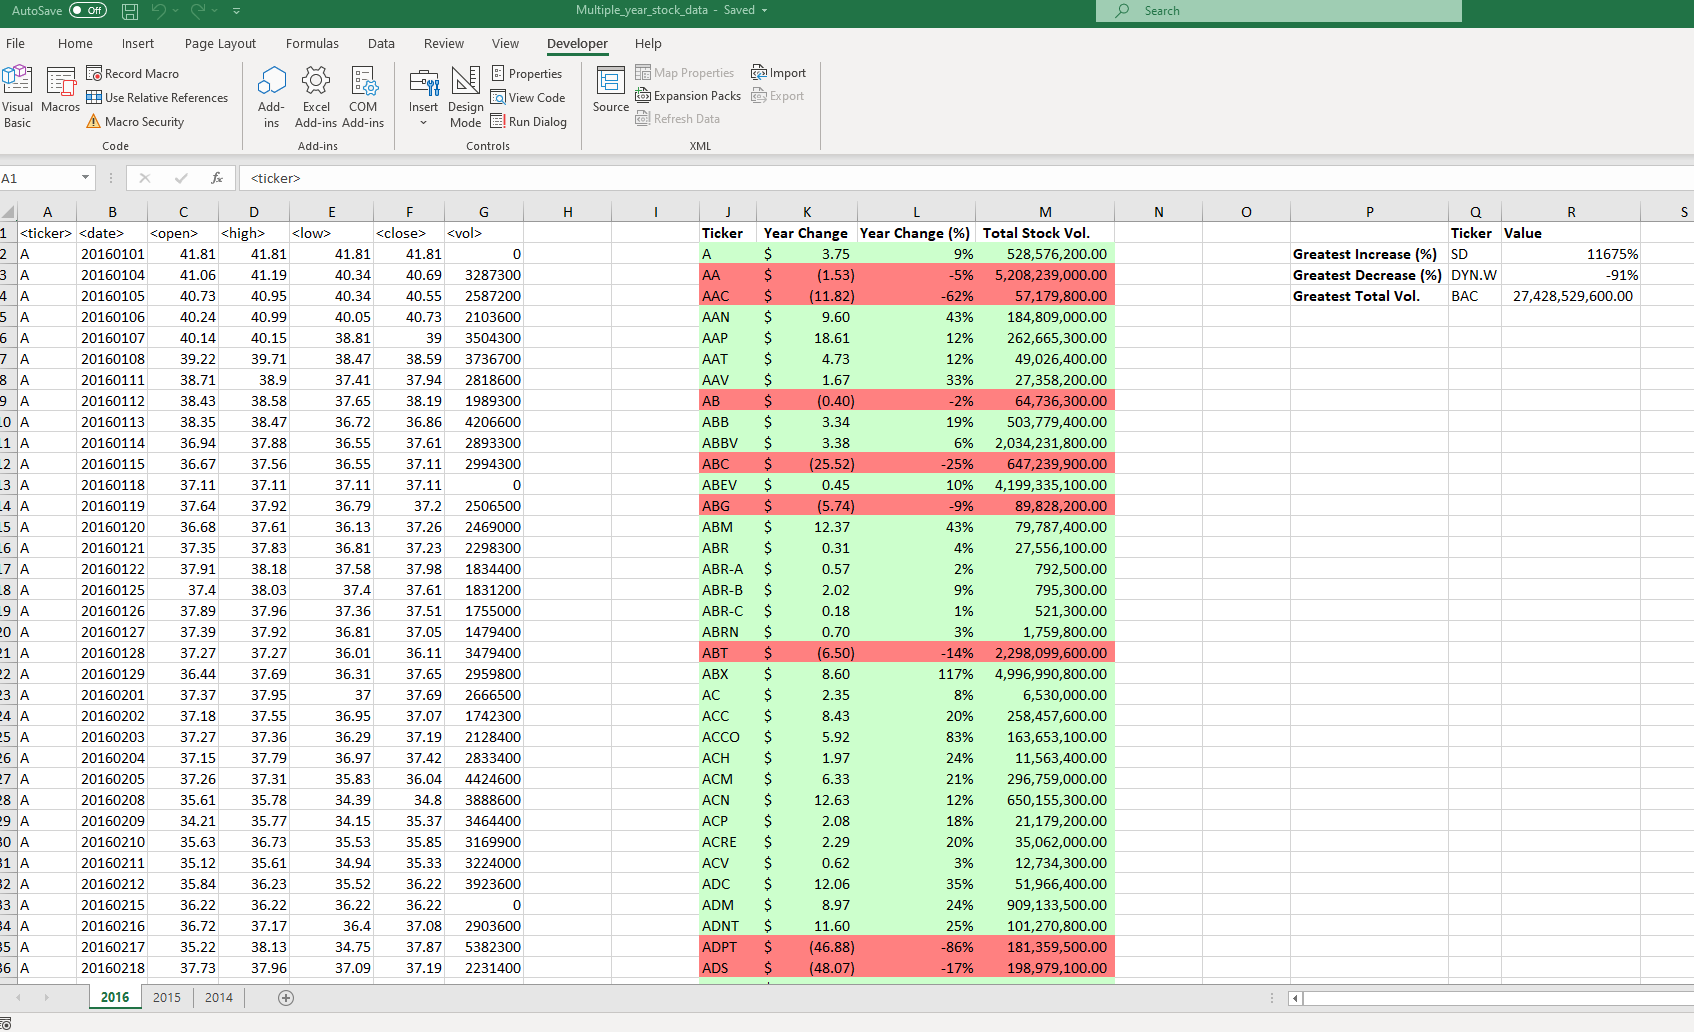 AutoSave Off Multiple_year_stock_data - Saved Search
File Home Insert Page Layout Formulas Data Review View Developer Help
Visual Basic
Macros
Record Macro
Use Relative References
Macro Security
Code
Add-ins
Excel Add-ins
COM Add-ins
Add-ins
Insert
Design Mode
Properties
View Code
Run Dialog
Controls
Source
Map Properties
Expansion Packs
Refresh Data
Import
Export
XML
A1 fx <ticker>
A B C D E F G H I J K L M N O P Q R S
1 <ticker> <date> <open> <high> <low> <close> <vol> Ticker Year Change Year Change (%) Total Stock Vol. Ticker Value
2 A 20160101 41.81 41.81 41.81 41.81 0 A $ 3.75 9% 528,576,200.00 Greatest Increase (%) SD 11675%
3 A 20160104 41.06 41.19 40.34 40.69 3287300 AA $ (1.53) -5% 5,208,239,000.00 Greatest Decrease (%) DYN.W -91%
4 A 20160105 40.73 40.95 40.34 40.55 2587200 AAC $ (11.82) -62% 57,179,800.00 Greatest Total Vol. BAC 27,428,529,600.00
5 A 20160106 40.24 40.99 40.05 40.73 2103600 AAN $ 9.60 43% 184,809,000.00
6 A 20160107 40.14 40.15 38.81 39 3504300 AAP $ 18.61 12% 262,665,300.00
7 A 20160108 39.22 39.71 38.47 38.59 3736700 AAT $ 4.73 12% 49,026,400.00
8 A 20160111 38.71 38.9 37.41 37.94 2818600 AAV $ 1.67 33% 27,358,200.00
9 A 20160112 38.43 38.58 37.65 38.19 1989300 AB $ (0.40) -2% 64,736,300.00
10 A 20160113 38.35 38.47 36.72 36.86 4206600 ABB $ 3.34 19% 503,779,400.00
11 A 20160114 36.94 37.88 36.55 37.61 2893300 ABBV $ 3.38 6% 2,034,231,800.00
12 A 20160115 36.67 37.56 36.55 37.11 2994300 ABC $ (25.52) -25% 647,239,900.00
13 A 20160118 37.11 37.11 37.11 37.11 0 ABEV $ 0.45 10% 4,199,335,100.00
14 A 20160119 37.64 37.92 36.79 37.2 2506500 ABG $ (5.74) -9% 89,828,200.00
15 A 20160120 36.68 37.61 36.13 37.26 2469000 ABM $ 12.37 43% 79,787,400.00
16 A 20160121 37.35 37.83 36.81 37.23 2298300 ABR $ 0.31 4% 27,556,100.00
17 A 20160122 37.91 38.18 37.58 37.98 1834400 ABR-A $ 0.57 2% 792,500.00
18 A 20160125 37.4 38.03 37.4 37.61 1831200 ABR-B $ 2.02 9% 795,300.00
19 A 20160126 37.89 37.96 37.36 37.51 1755000 ABR-C $ 0.18 1% 521,300.00
20 A 20160127 37.39 37.92 36.81 37.05 1479400 ABRN $ 0.70 3% 1,759,800.00
21 A 20160128 37.27 37.27 36.01 36.11 3479400 ABT $ (6.50) -14% 2,298,099,600.00
22 A 20160129 36.44 37.69 36.31 37.65 2959800 ABX $ 8.60 117% 4,996,990,800.00
23 A 20160201 37.37 37.95 37 37.69 2666500 AC $ 2.35 8% 6,530,000.00
24 A 20160202 37.18 37.55 36.95 37.07 1742300 ACC $ 8.43 20% 258,457,600.00
25 A 20160203 37.27 37.36 36.29 37.19 2128400 ACCO $ 5.92 83% 163,653,100.00
26 A 20160204 37.15 37.79 36.97 37.42 2833400 ACH $ 1.97 24% 11,563,400.00
27 A 20160205 37.26 37.31 35.83 36.04 4424600 ACM $ 6.33 21% 296,759,000.00
28 A 20160208 35.61 35.78 34.39 34.8 3888600 ACN $ 12.63 12% 650,155,300.00
29 A 20160209 34.21 35.77 34.15 35.37 3464400 ACP $ 2.08 18% 21,179,200.00
30 A 20160210 35.63 36.73 35.53 35.85 3169900 ACRE $ 2.29 20% 35,062,000.00
31 A 20160211 35.12 35.61 34.94 35.33 3224000 ACV $ 0.62 3% 12,734,300.00
32 A 20160212 35.84 36.23 35.52 36.22 3923600 ADC $ 12.06 35% 51,966,400.00
33 A 20160215 36.22 36.22 36.22 36.22 0 ADM $ 8.97 24% 909,133,500.00
34 A 20160216 36.72 37.17 36.4 37.08 2903600 ADNT $ 11.60 25% 101,270,800.00
35 A 20160217 35.22 38.13 34.75 37.87 5382300 ADPT $ (46.88) -86% 181,359,500.00
36 A 20160218 37.73 37.96 37.09 37.19 2231400 ADS $ (48.07) -17% 198,979,100.00
2016 2015 2014